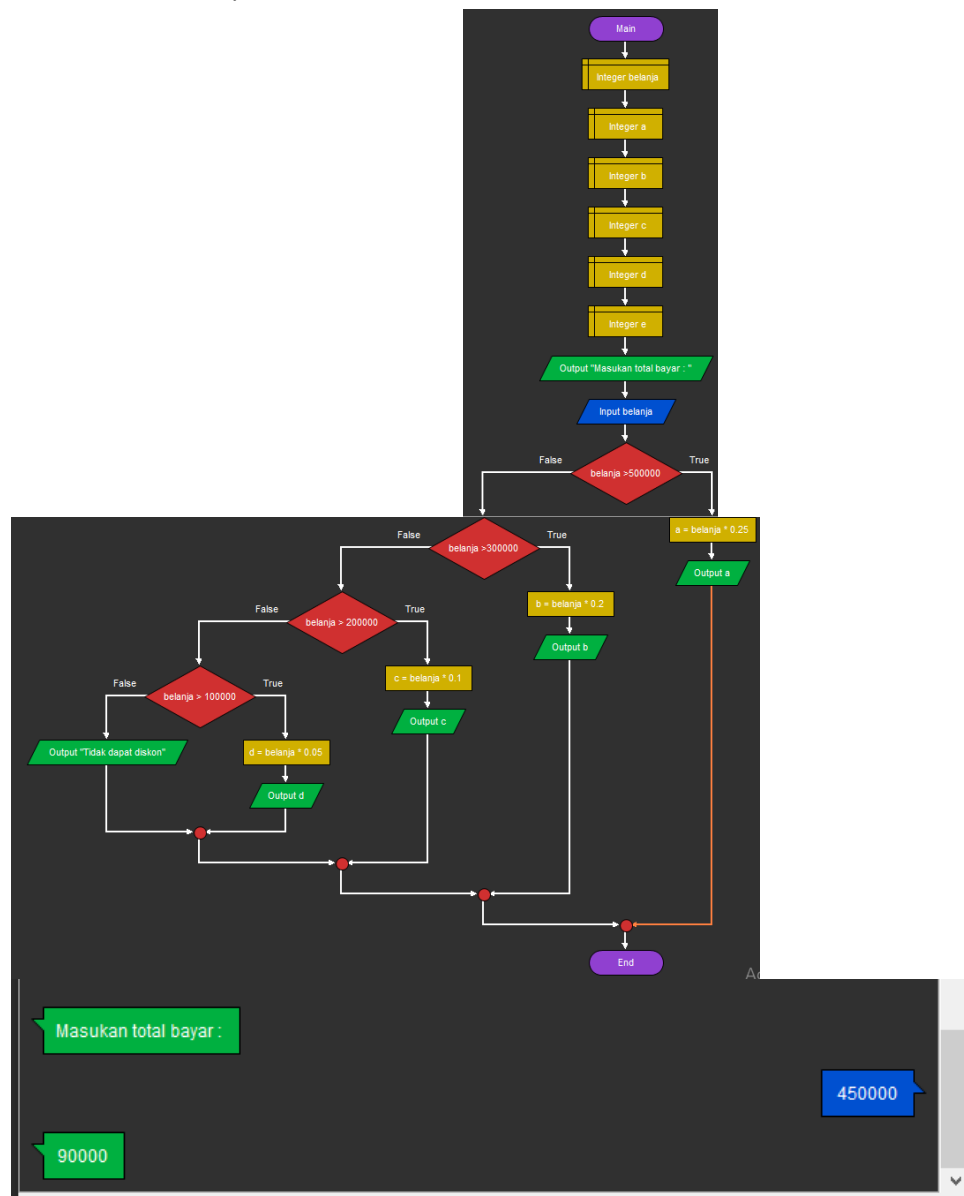 Main
Integer belanja
Integer a
Integer b
Integer c
Integer d
Integer e
Output "Masukan total bayar : "
Input belanja
False
True
belanja >500000
a = belanja * 0.25
Output a
False
True
belanja >300000
b = belanja * 0.2
Output b
False
True
belanja > 200000
c = belanja * 0.1
Output c
False
True
belanja > 100000
Output "Tidak dapat diskon"
d = belanja * 0.05
Output d
End
Masukan total bayar :
450000
90000